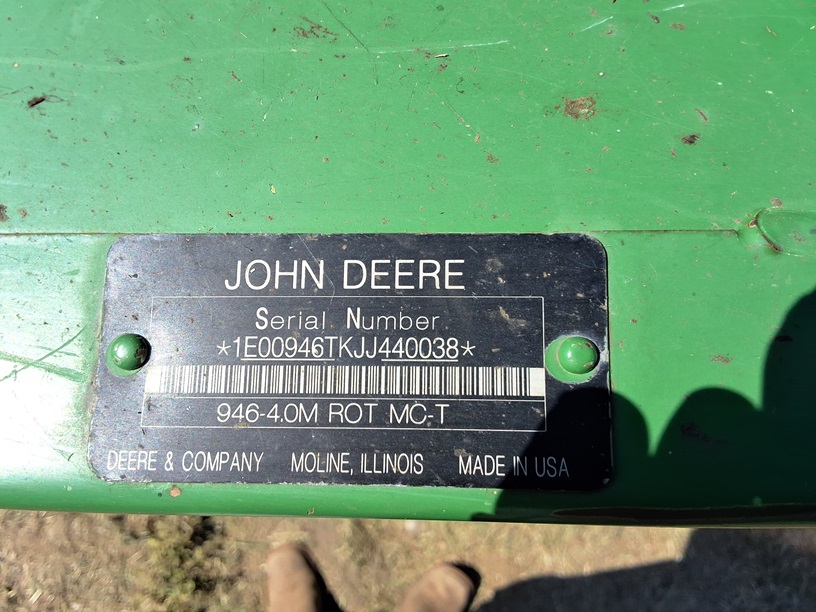 JOHN DEERE
Serial Number
*1E00946TKJJ440038*
946-4.0M ROT MC-T
DEERE & COMPANY MOLINE, ILLINOIS MADE IN USA